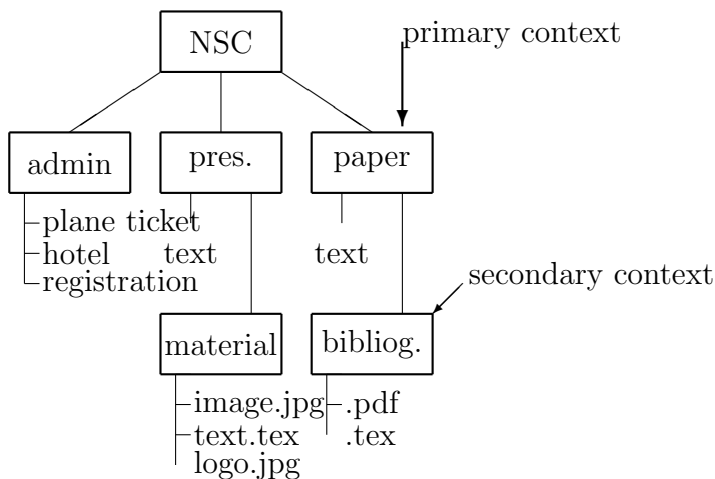 NSC
primary context
admin
pres.
paper
plane ticket
hotel
registration
text
text
secondary context
material
bibliog.
image.jpg
text.tex
logo.jpg
.pdf
.tex